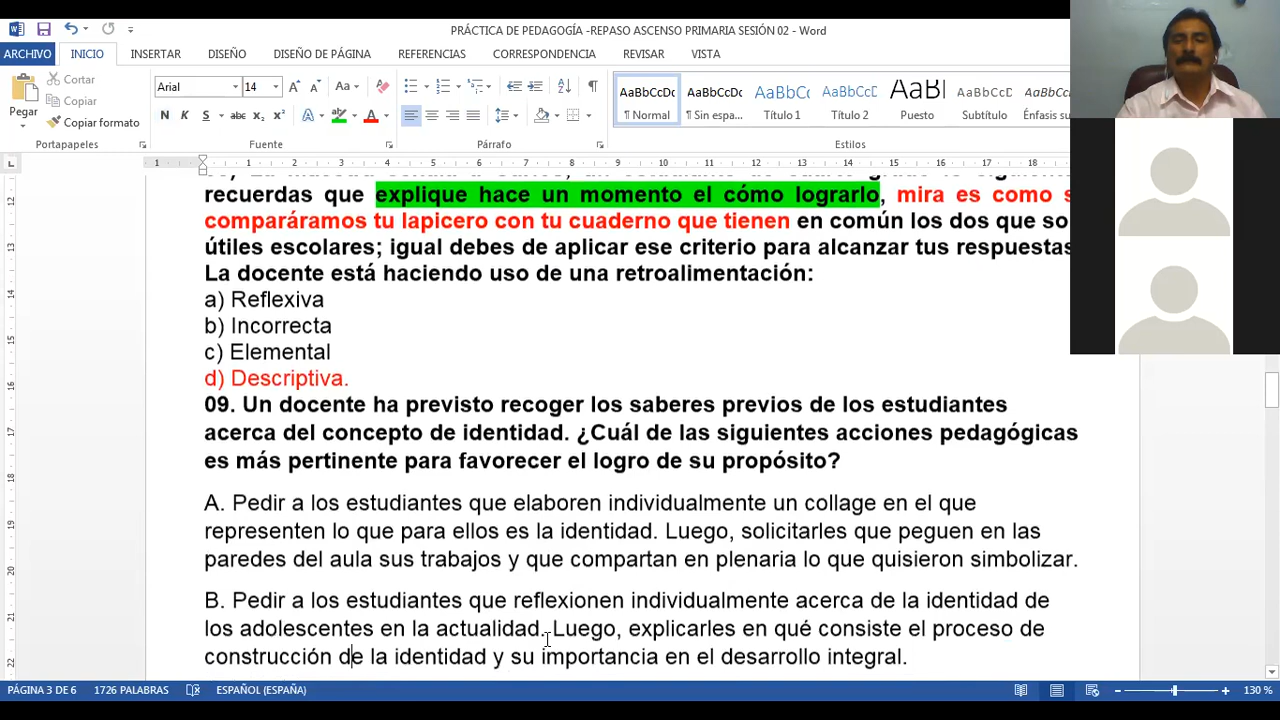 PRÁCTICA DE PEDAGOGÍA -REPASO ASCENSO PRIMARIA SESIÓN 02 - Word
ARCHIVO INICIO INSERTAR DISEÑO DISEÑO DE PÁGINA REFERENCIAS CORRESPONDENCIA REVISAR VISTA
Pegar
Cortar
Copiar
Copiar formato
Arial 14
AaBbCcDc AaBbCcDc AaBbCc AaBbCcD AaBb AaBbCcD AaBbCcD
¶ Normal ¶ Sin espa... Título 1 Título 2 Puesto Subtítulo Énfasis su
Portapapeles Fuente Párrafo Estilos
recuerdas que explique hace un momento el cómo lograrlo, mira es como s
comparáramos tu lapicero con tu cuaderno que tienen en común los dos que so
útiles escolares; igual debes de aplicar ese criterio para alcanzar tus respuestas
La docente está haciendo uso de una retroalimentación:
a) Reflexiva
b) Incorrecta
c) Elemental
d) Descriptiva.
09. Un docente ha previsto recoger los saberes previos de los estudiantes
acerca del concepto de identidad. ¿Cuál de las siguientes acciones pedagógicas
es más pertinente para favorecer el logro de su propósito?
A. Pedir a los estudiantes que elaboren individualmente un collage en el que
representen lo que para ellos es la identidad. Luego, solicitarles que peguen en las
paredes del aula sus trabajos y que compartan en plenaria lo que quisieron simbolizar.
B. Pedir a los estudiantes que reflexionen individualmente acerca de la identidad de
los adolescentes en la actualidad. Luego, explicarles en qué consiste el proceso de
construcción de la identidad y su importancia en el desarrollo integral.
PÁGINA 3 DE 6 1726 PALABRAS ESPAÑOL (ESPAÑA) 130 %